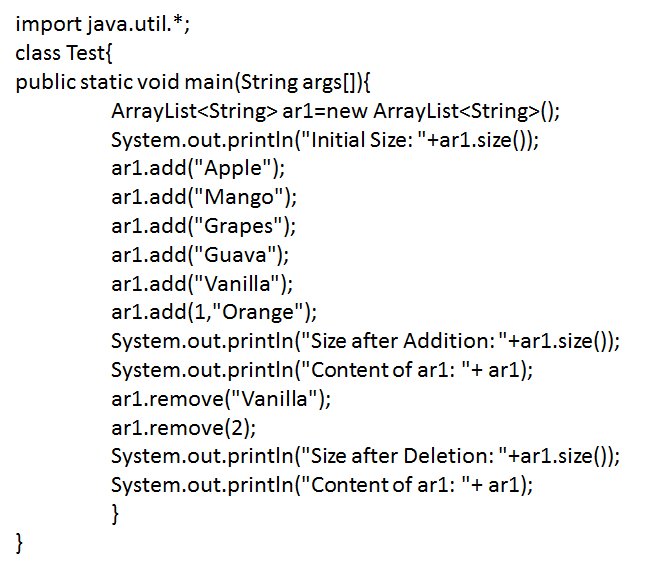 import java.util.*;
class Test{
public static void main(String args[]){
ArrayList<String> ar1=new ArrayList<String>();
System.out.println("Initial Size: "+ar1.size());
ar1.add("Apple");
ar1.add("Mango");
ar1.add("Grapes");
ar1.add("Guava");
ar1.add("Vanilla");
ar1.add(1,"Orange");
System.out.println("Size after Addition: "+ar1.size());
System.out.println("Content of ar1: "+ ar1);
ar1.remove("Vanilla");
ar1.remove(2);
System.out.println("Size after Deletion: "+ar1.size());
System.out.println("Content of ar1: "+ ar1);
}
}